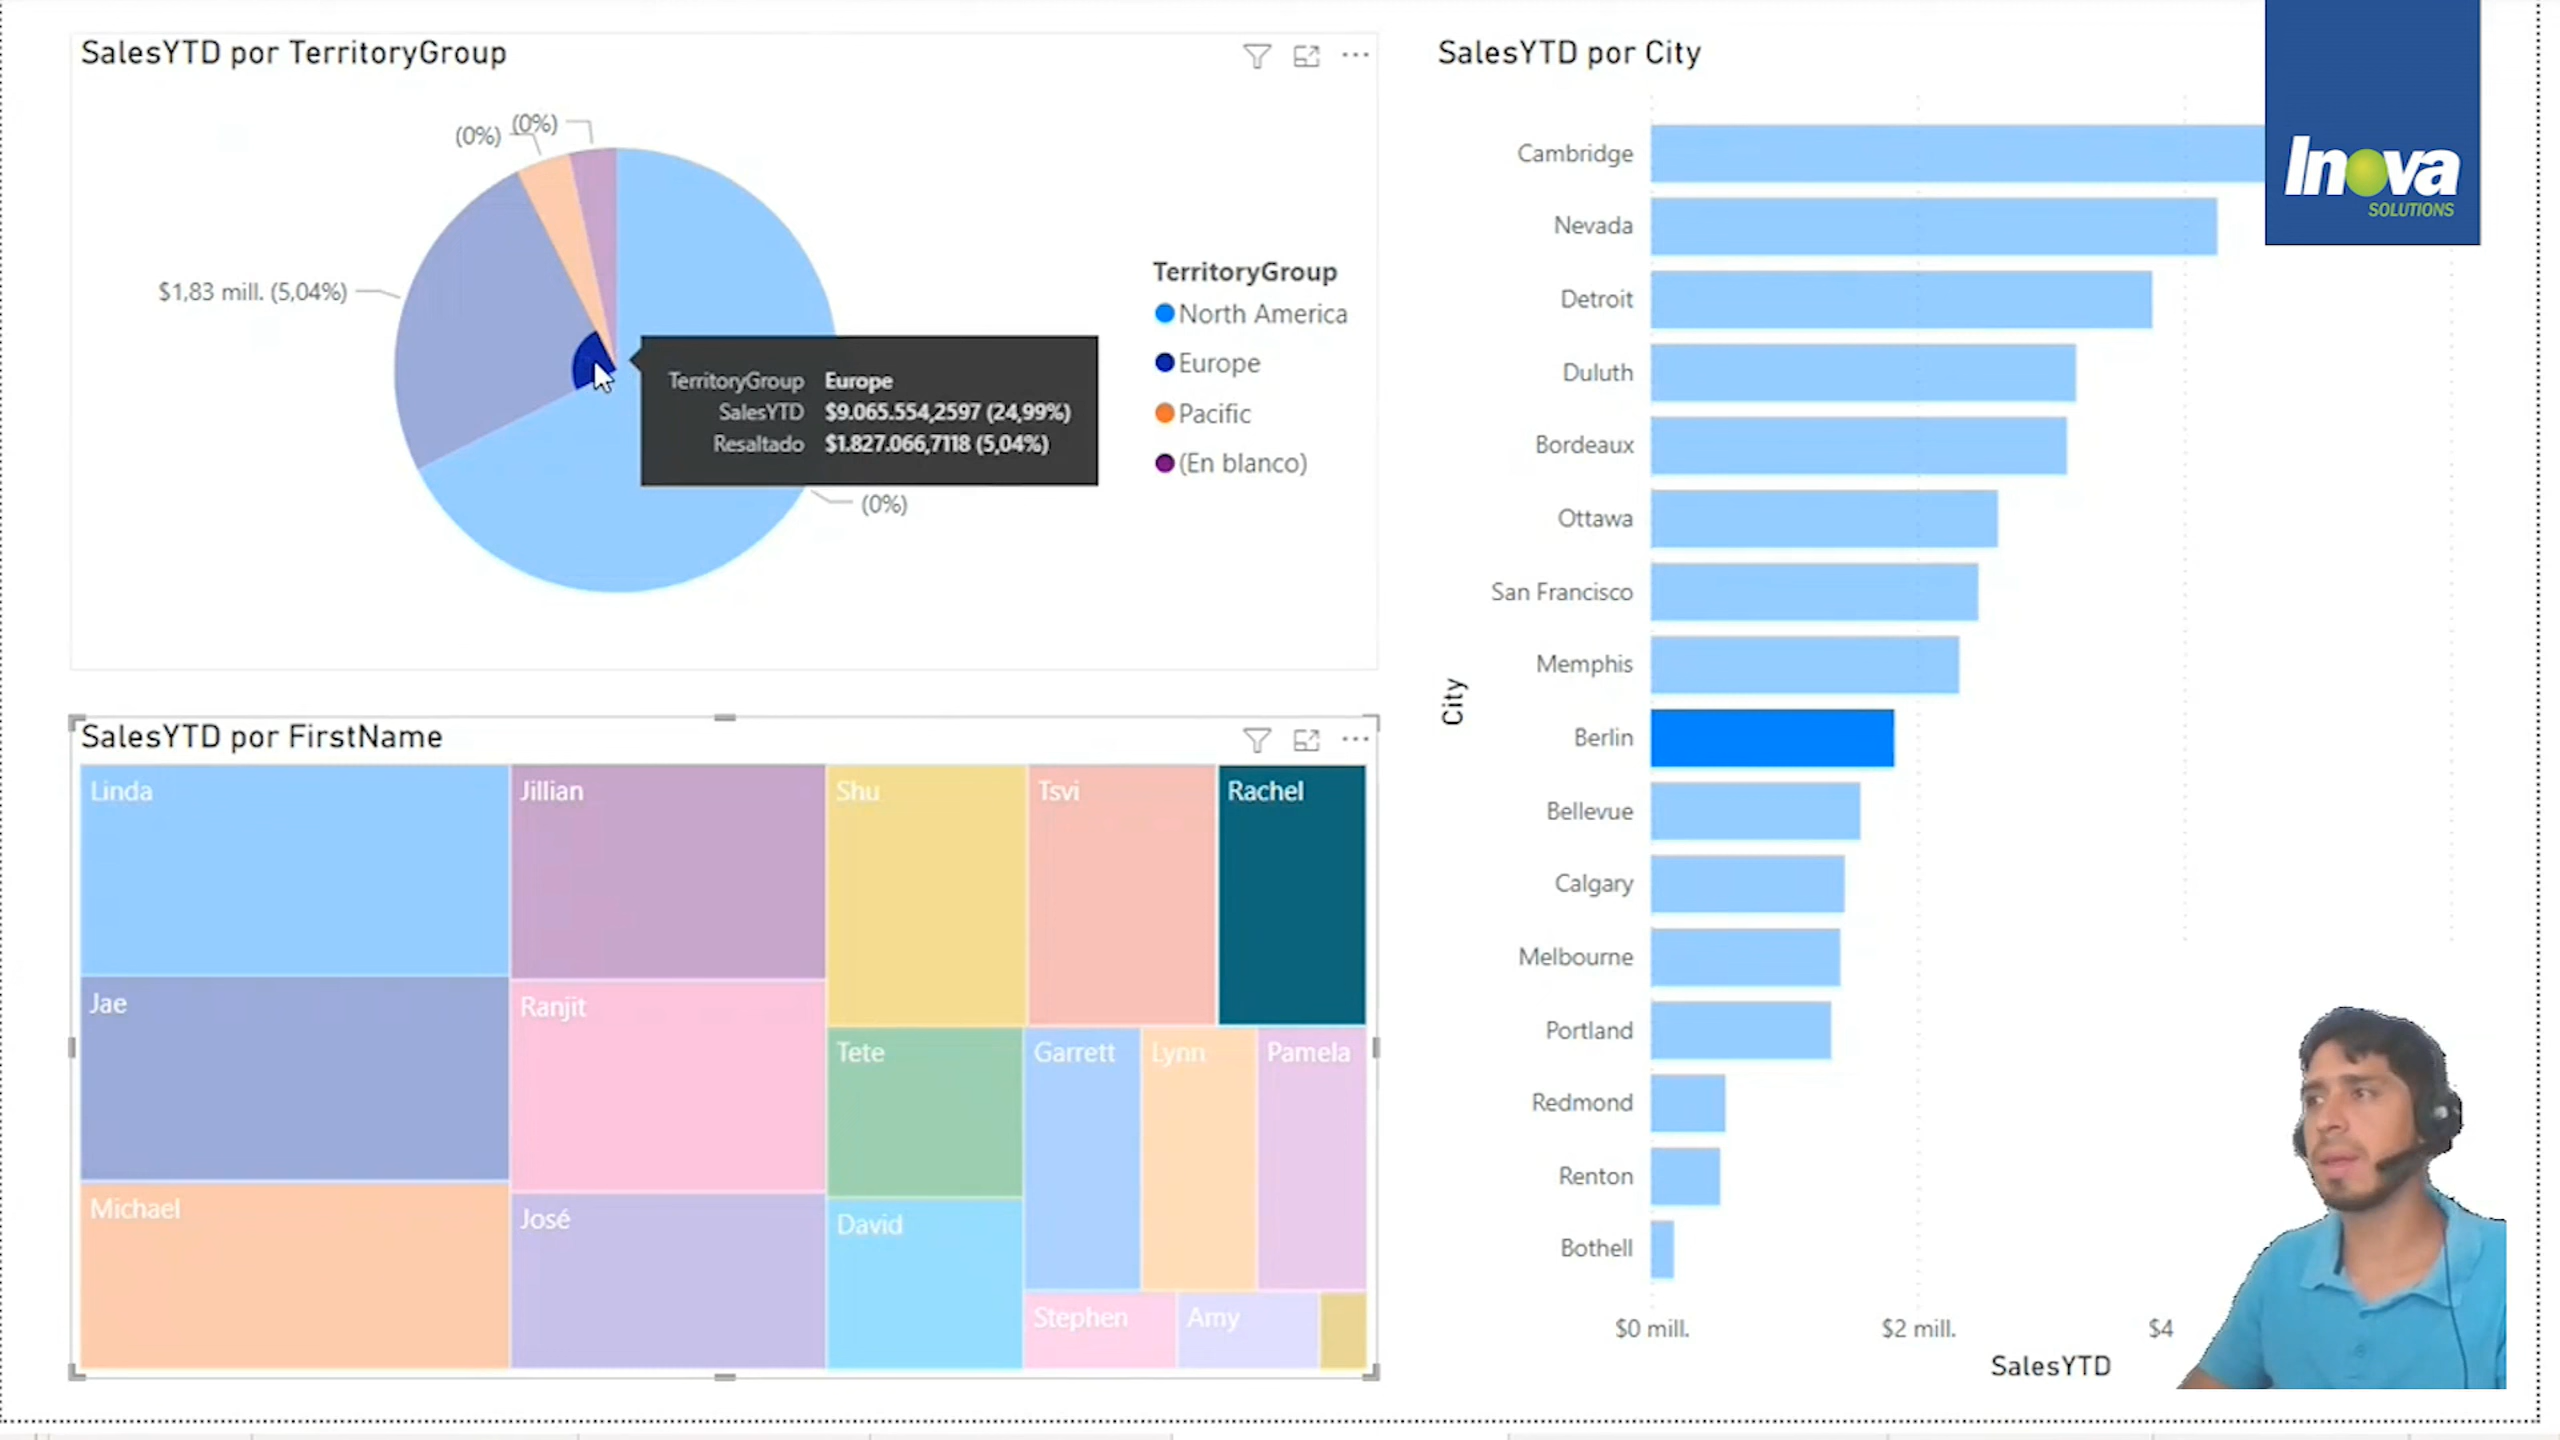 SalesYTD por TerritoryGroup
(0%)
(0%)
$1,83 mill. (5,04%)
TerritoryGroup Europe
SalesYTD $9.065.554,2597 (24,99%)
Resaltado $1.827.066,7118 (5,04%)
(0%)
TerritoryGroup
North America
Europe
Pacific
(En blanco)
SalesYTD por FirstName
Linda
Jillian
Shu
Tsvi
Rachel
Jae
Ranjit
Tete
Garrett
Lynn
Pamela
Michael
José
David
Stephen
Amy
SalesYTD por City
City
Cambridge
Nevada
Detroit
Duluth
Bordeaux
Ottawa
San Francisco
Memphis
Berlin
Bellevue
Calgary
Melbourne
Portland
Redmond
Renton
Bothell
$0 mill.
$2 mill.
$4
SalesYTD
Inova
SOLUTIONS